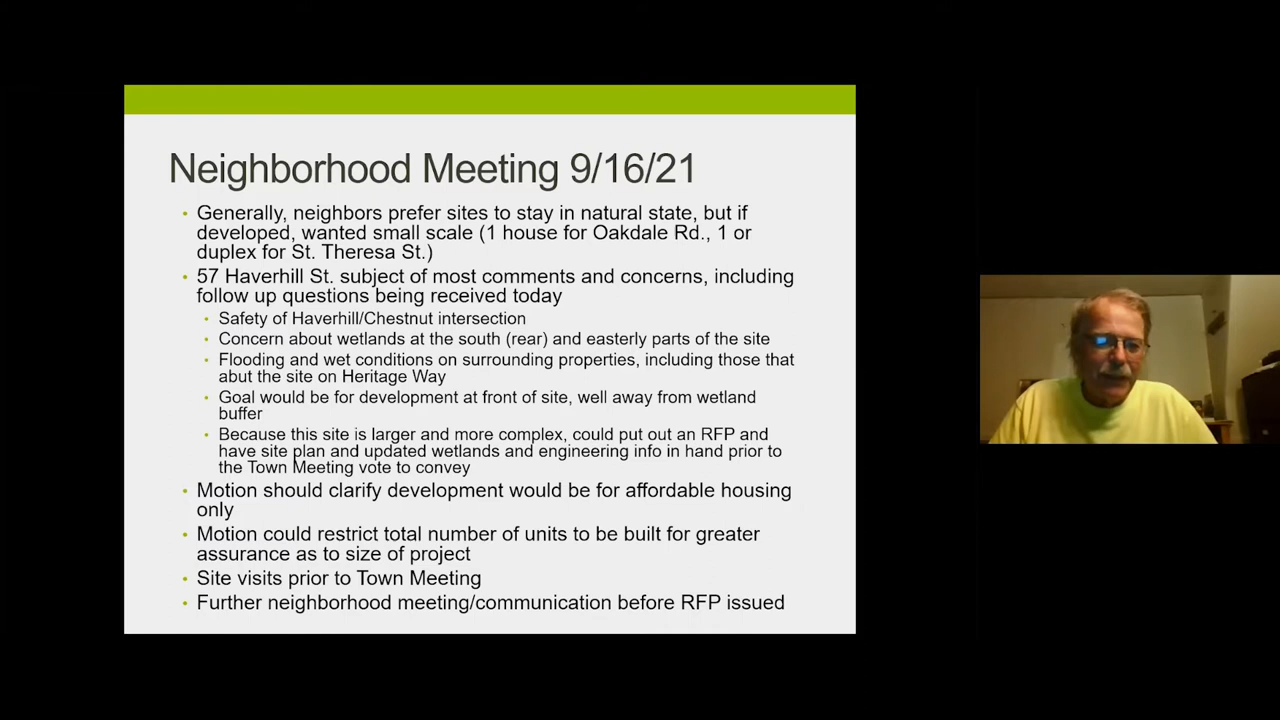 Neighborhood Meeting 9/16/21
• Generally, neighbors prefer sites to stay in natural state, but if
developed, wanted small scale (1 house for Oakdale Rd., 1 or
duplex for St. Theresa St.)
• 57 Haverhill St. subject of most comments and concerns, including
follow up questions being received today
• Safety of Haverhill/Chestnut intersection
• Concern about wetlands at the south (rear) and easterly parts of the site
• Flooding and wet conditions on surrounding properties, including those that
abut the site on Heritage Way
• Goal would be for development at front of site, well away from wetland
buffer
• Because this site is larger and more complex, could put out an RFP and
have site plan and updated wetlands and engineering info in hand prior to
the Town Meeting vote to convey
• Motion should clarify development would be for affordable housing
only
• Motion could restrict total number of units to be built for greater
assurance as to size of project
• Site visits prior to Town Meeting
• Further neighborhood meeting/communication before RFP issued